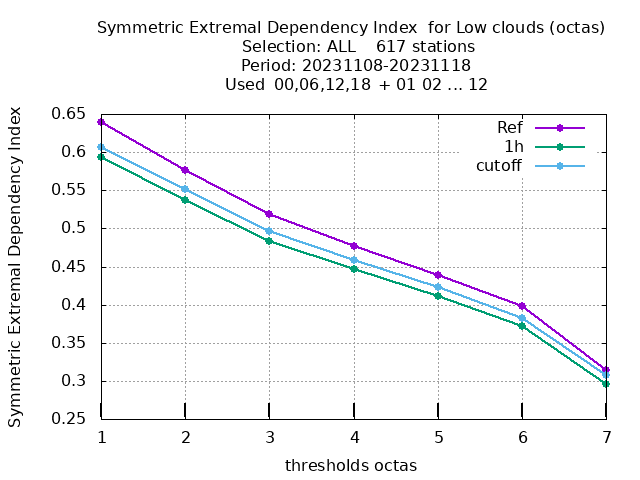 Symmetric Extremal Dependency Index for Low clouds (octas)
Selection: ALL 617 stations
Period: 20231108-20231118
Used 00,06,12,18 + 01 02 ... 12
Symmetric Extremal Dependency Index
0.65
0.6
0.55
0.5
0.45
0.4
0.35
0.3
0.25
Ref
1h
cutoff
1 2 3 4 5 6 7
thresholds octas